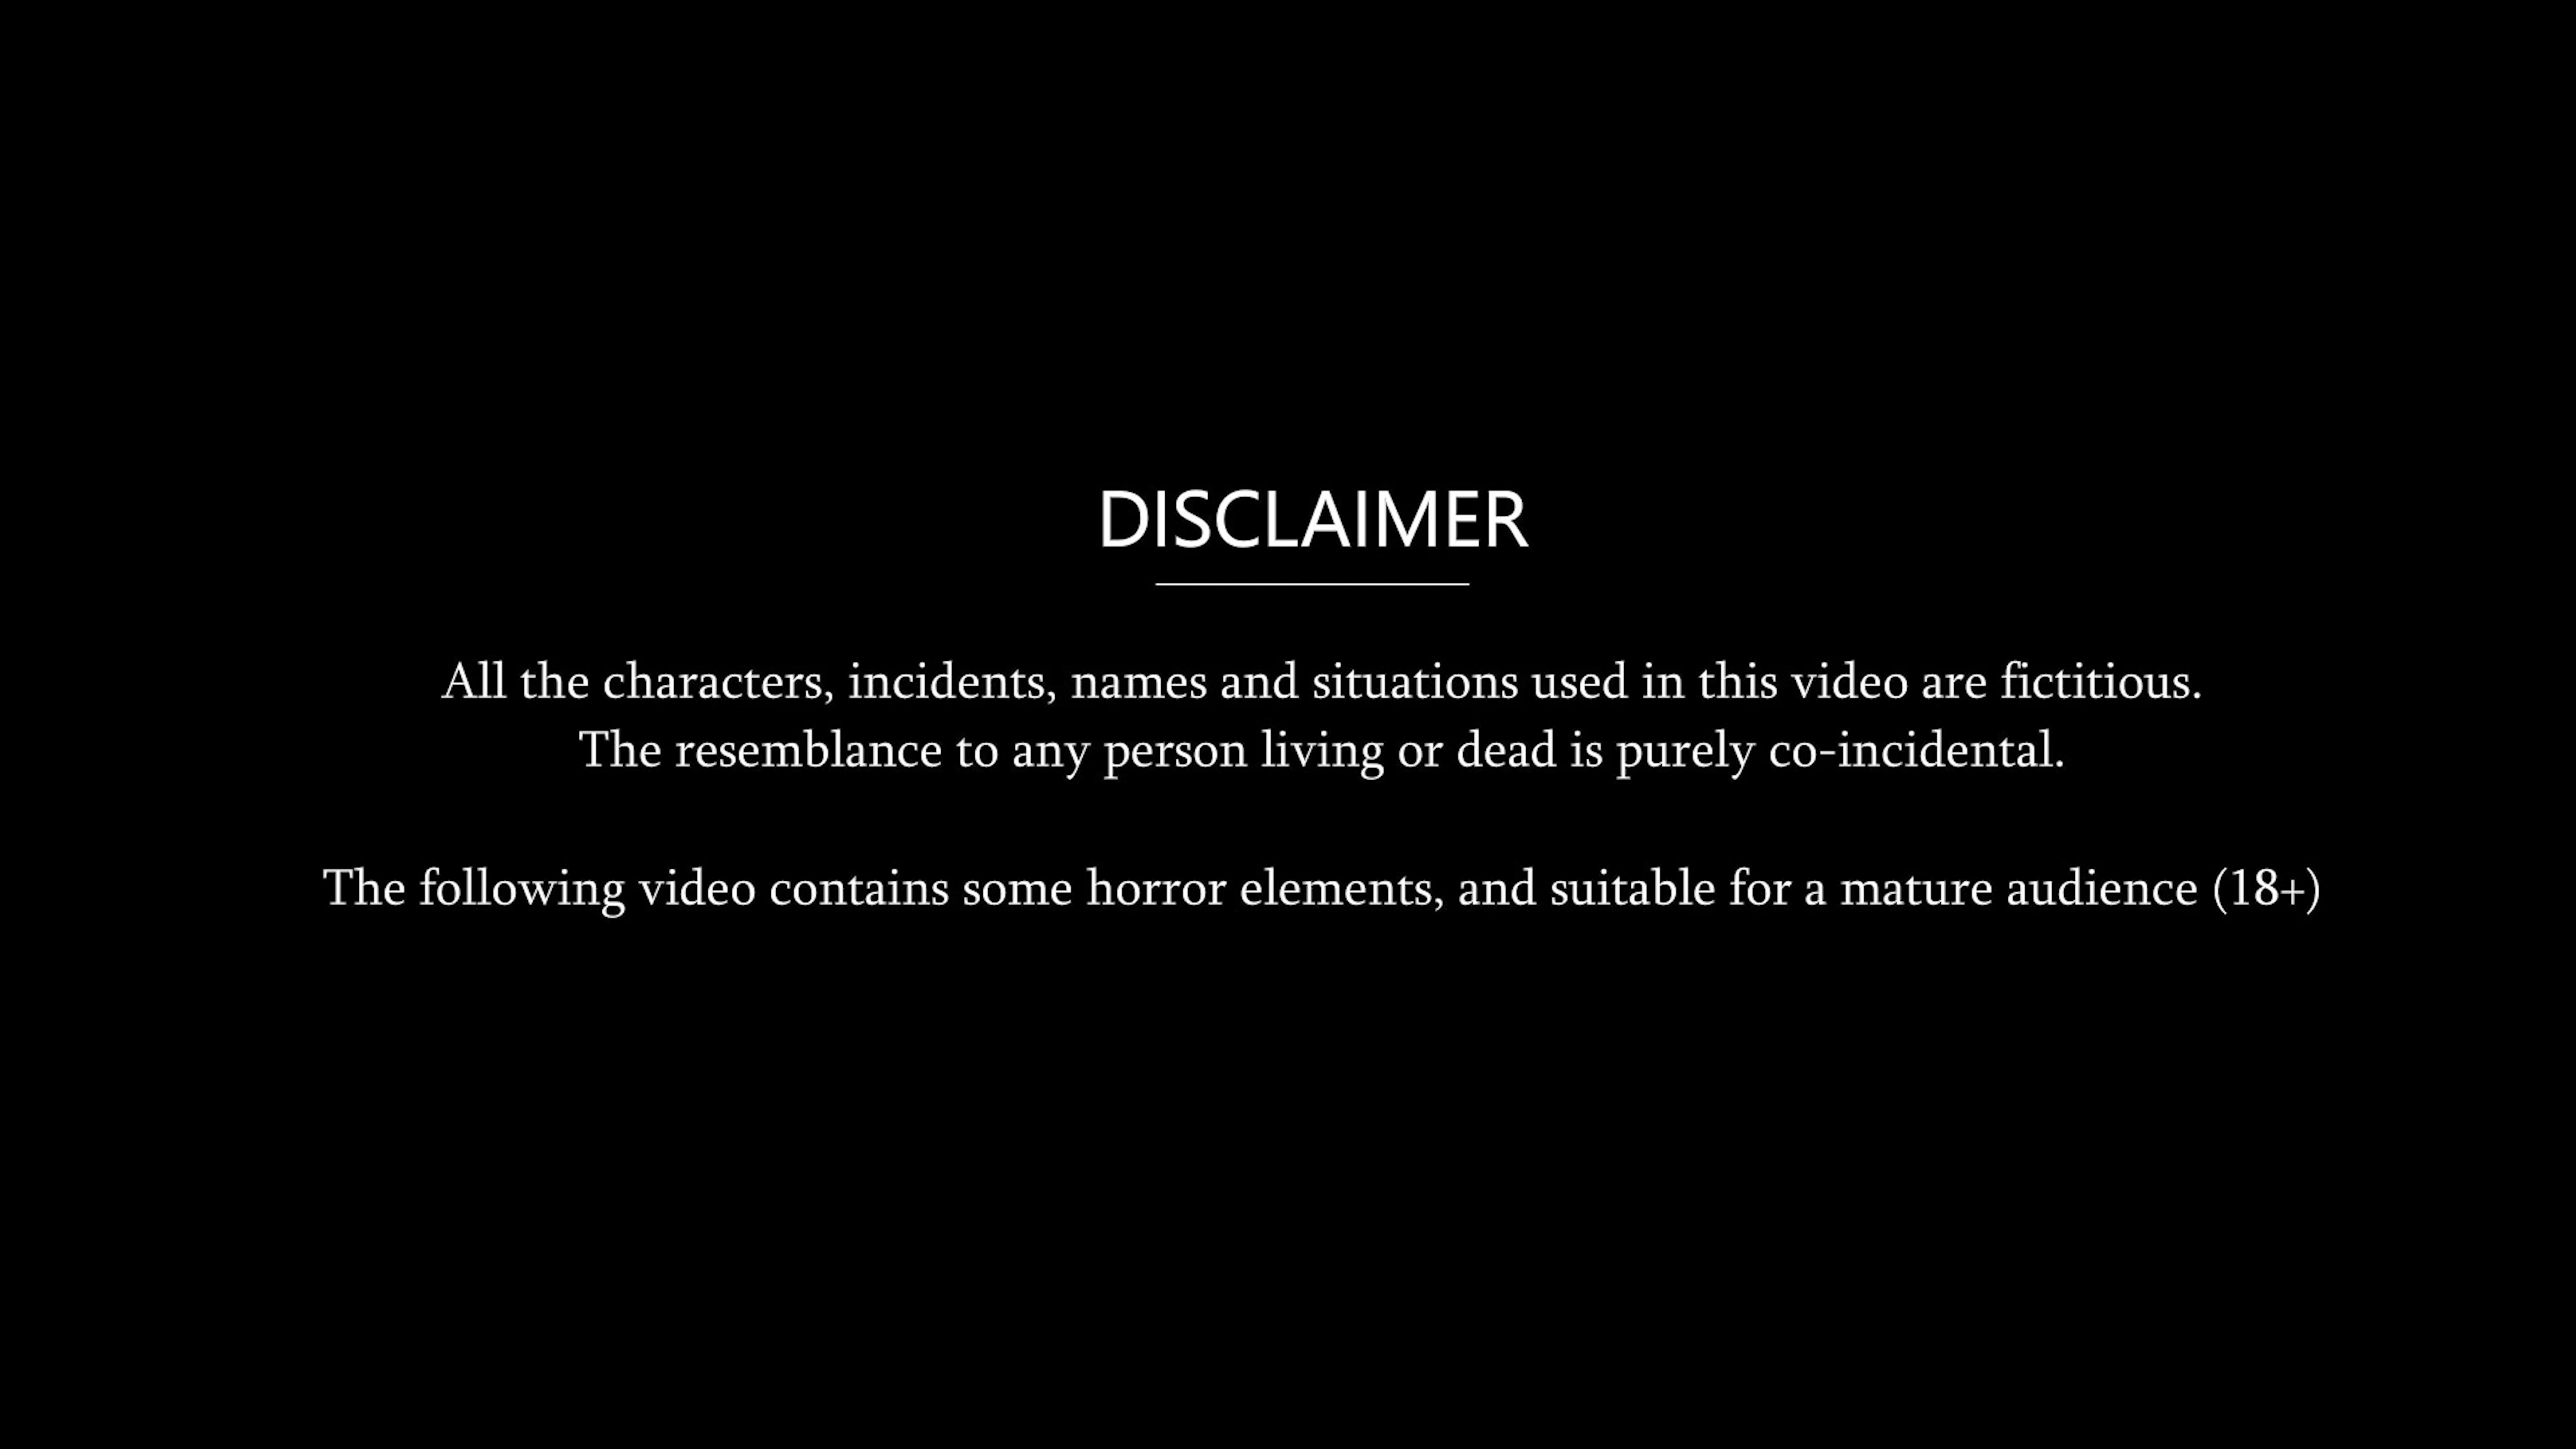 DISCLAIMER
All the characters, incidents, names and situations used in this video are fictitious.
The resemblance to any person living or dead is purely co-incidental.
The following video contains some horror elements, and suitable for a mature audience (18+)